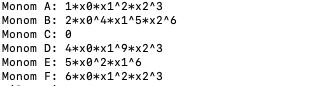 Monom A: 1*x0*x1^2*x2^3
Monom B: 2*x0^4*x1^5*x2^6
Monom C: 0
Monom D: 4*x0*x1^9*x2^3
Monom E: 5*x0^2*x1^6
Monom F: 6*x0*x1^2*x2^3